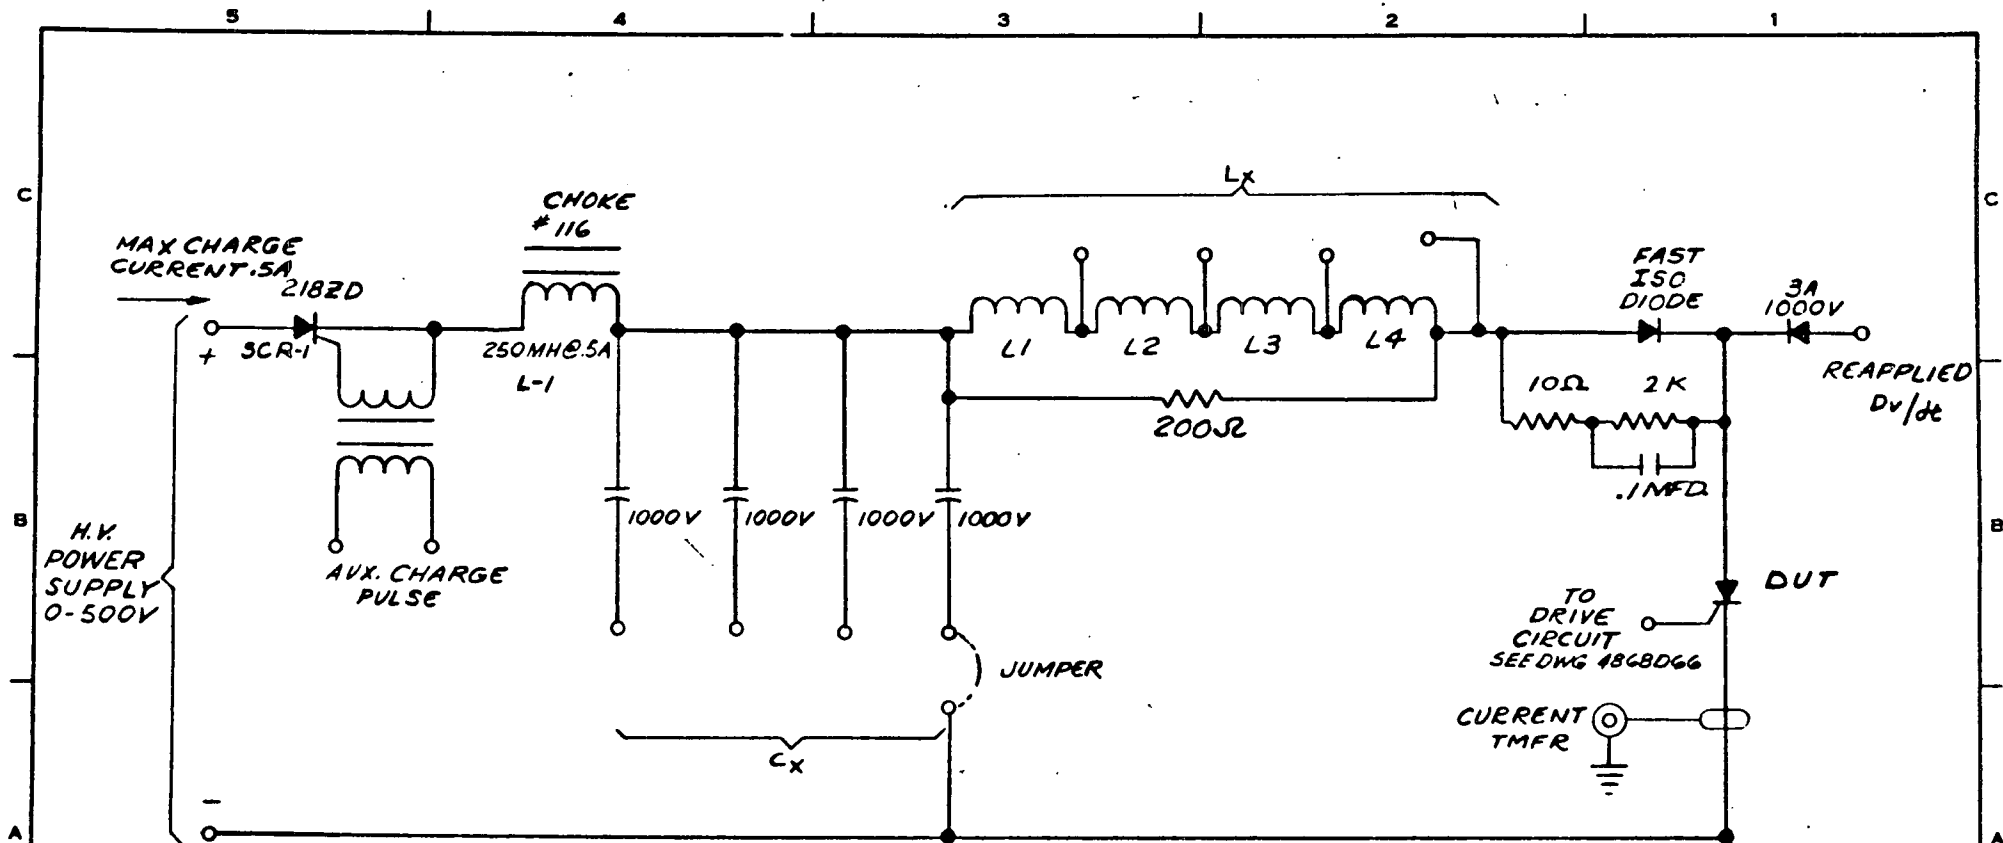 5 4 3 2 1
C
C
CHOKE
# 116
Lx
MAX CHARGE
CURRENT .5A
218ZD
FAST
ISO
DIODE
3A
1000V
+
SCR-1
250MH@.5A
L-1
L1
L2
L3
L4
10Ω
2K
REAPPLIED
Dv/dt
200Ω
.1MFD
B
B
H.V.
POWER
SUPPLY
0-500V
1000V
1000V
1000V
1000V
AUX. CHARGE
PULSE
DUT
TO
DRIVE
CIRCUIT
SEE DWG 4868D66
JUMPER
CURRENT
TMFR
Cx
-
A
A